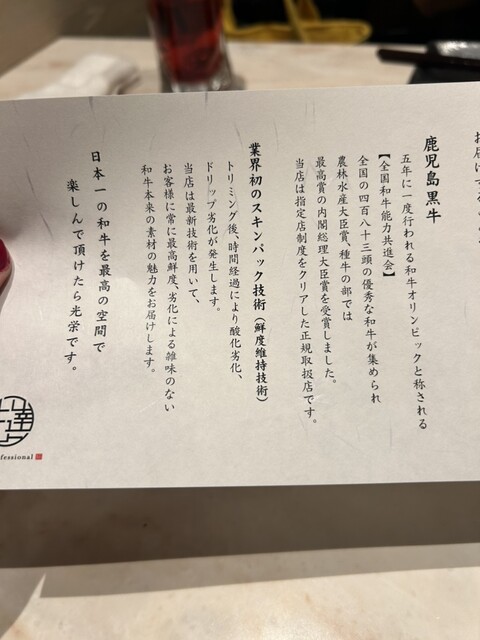 お届けする
鹿児島黒牛
五年に一度行われる和牛オリンピックと称される
【全国和牛能力共進会】
全国の四百八十三頭の優秀な和牛が集められ
農林水産大臣賞、種牛の部では
最高賞の内閣総理大臣賞を受賞しました。
当店は指定店制度をクリアした正規取扱店です。
業界初のスキンパック技術(鮮度維持技術)
トリミング後、時間経過により酸化劣化、
ドリップ劣化が発生します。
当店は最新技術を用いて、
お客様に常に最高鮮度、劣化による雑味のない
和牛本来の素材の魅力をお届けします。
日本一の和牛を最高の空間で
楽しんで頂けたら光栄です。
fessional